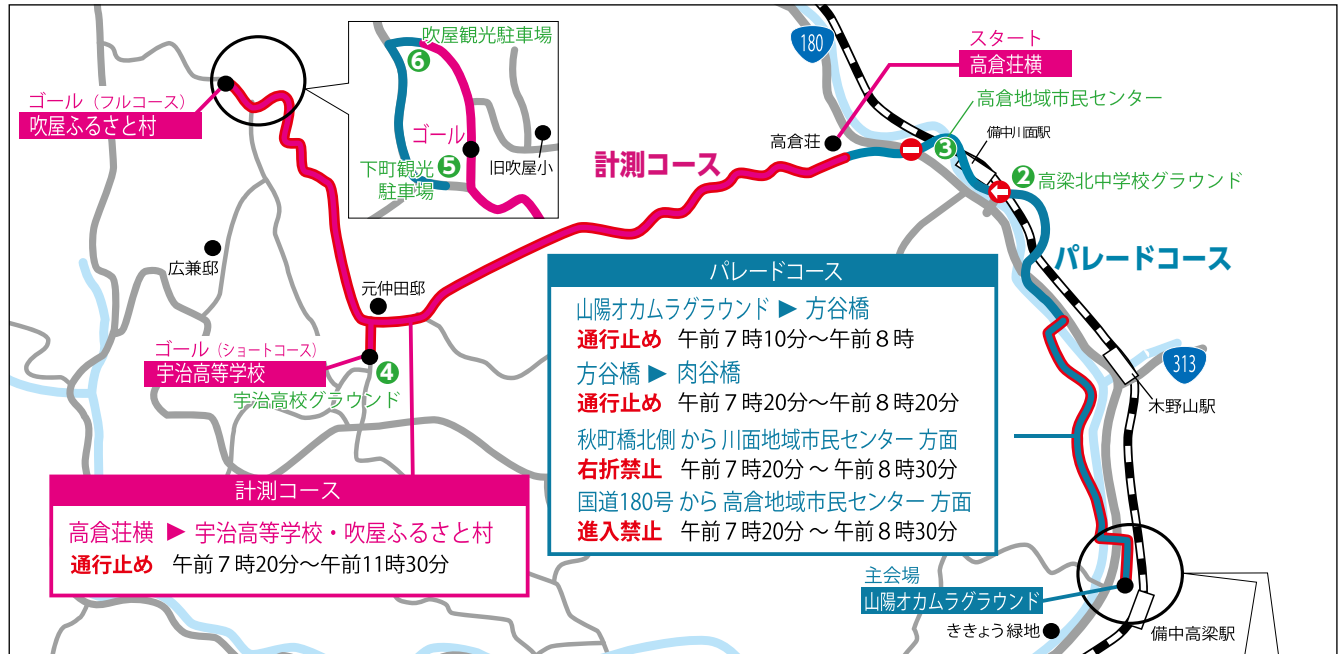 吹屋観光駐車場
⑥
ゴール
下町観光
駐車場
⑤
旧吹屋小
180
スタート
高倉荘横
高倉地域市民センター
備中川面駅
高倉荘
③
②
高梁北中学校グラウンド
ゴール（フルコース）
吹屋ふるさと村
計測コース
パレードコース
広兼邸
元仲田邸
ゴール（ショートコース）
宇治高等学校
④
宇治高校グラウンド
パレードコース
山陽オカムラグラウンド ▶ 方谷橋
通行止め 午前７時10分～午前８時
方谷橋 ▶ 肉谷橋
通行止め 午前７時20分～午前８時20分
秋町橋北側 から 川面地域市民センター 方面
右折禁止 午前７時20分 ～ 午前８時30分
国道180号 から 高倉地域市民センター 方面
進入禁止 午前７時20分 ～ 午前８時30分
313
木野山駅
計測コース
高倉荘横 ▶ 宇治高等学校・吹屋ふるさと村
通行止め 午前７時20分～午前11時30分
主会場
山陽オカムラグラウンド
ききょう緑地
備中高梁駅